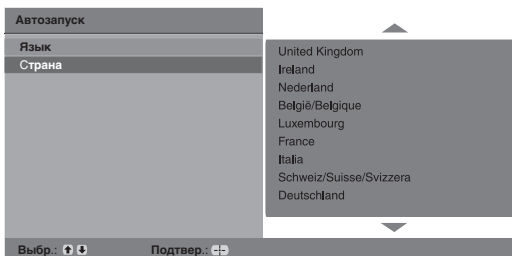 Автозапуск
Язык
Страна
United Kingdom
Ireland
Nederland
België/Belgique
Luxembourg
France
Italia
Schweiz/Suisse/Svizzera
Deutschland
Выбр.: Подтвер.: